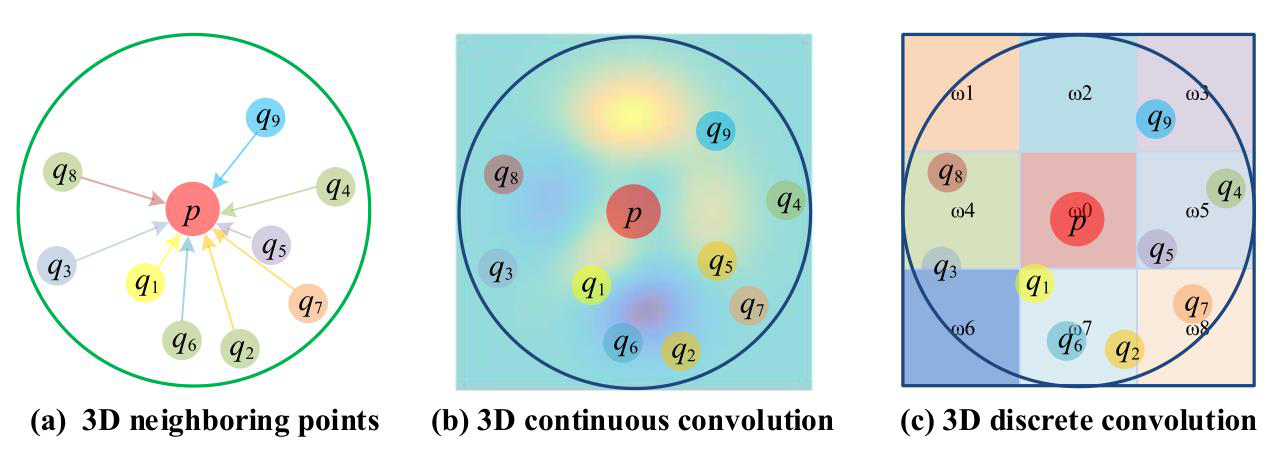 q9
q8
q4
p
q3
q5
q1
q7
q6
q2
(a) 3D neighboring points
q9
q8
q4
p
q3
q5
q1
q7
q6
q2
(b) 3D continuous convolution
ω1 ω2 ω3
q9
q8
q4
ω4 ω0 ω5
p
q5
q3
q1
q7
ω6 ω7 ω8
q6
q2
(c) 3D discrete convolution